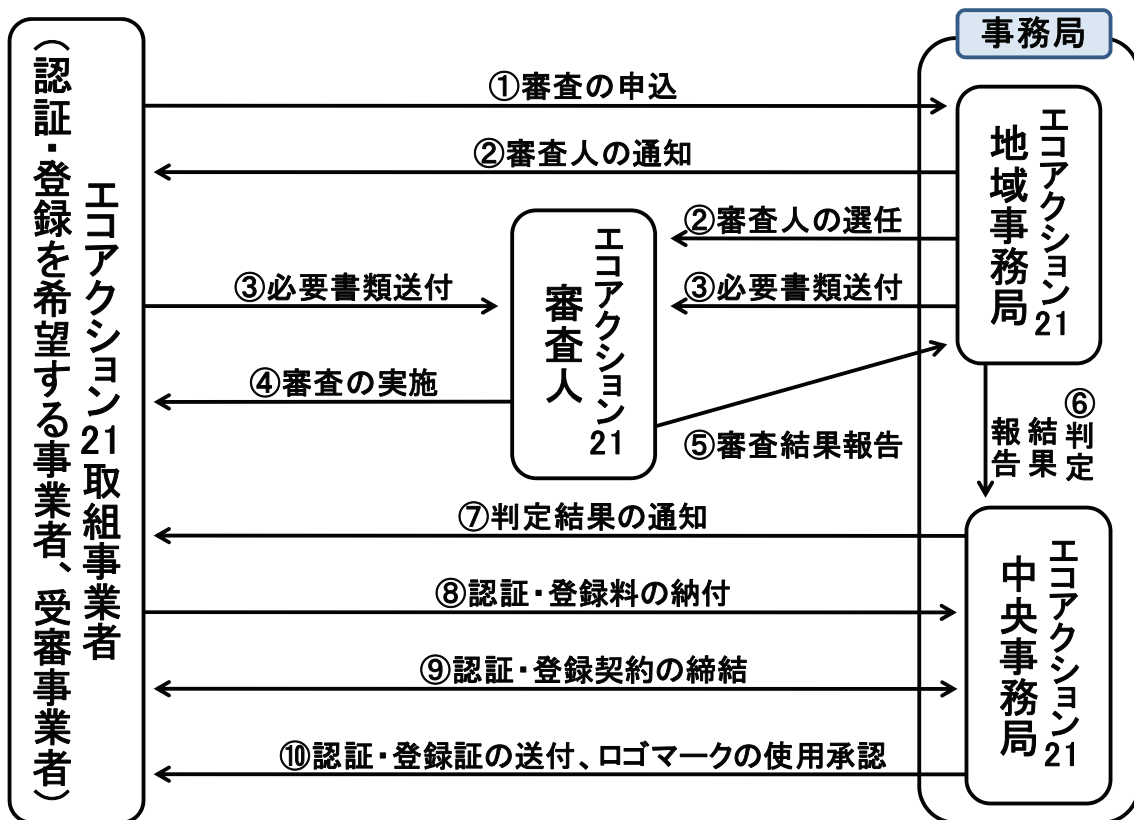 事務局
①審査の申込
②審査人の通知
②審査人の選任
③必要書類送付
③必要書類送付
④審査の実施
⑤審査結果報告
⑥判定
結果
報告
⑦判定結果の通知
⑧認証・登録料の納付
⑨認証・登録契約の締結
⑩認証・登録証の送付、ロゴマークの使用承認
エコアクション21取組事業者
（認証・登録を希望する事業者、受審事業者）
エコアクション21
審査人
エコアクション21
地域事務局
エコアクション21
中央事務局